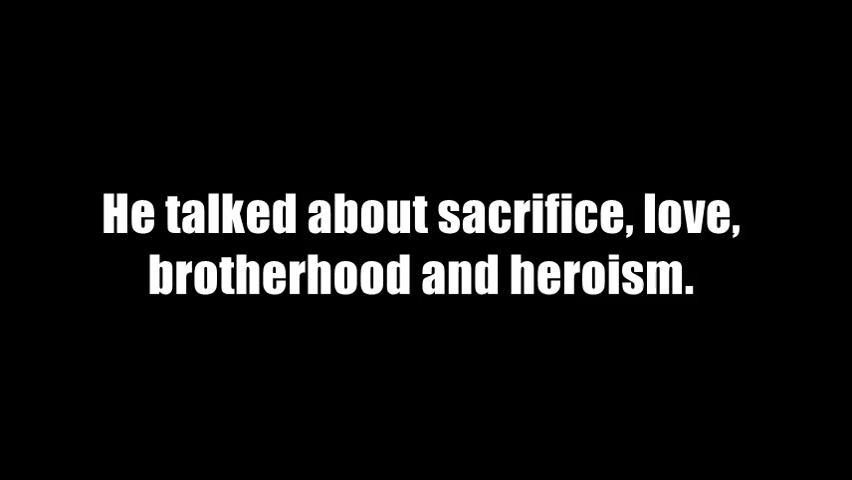 He talked about sacrifice, love,
brotherhood and heroism.